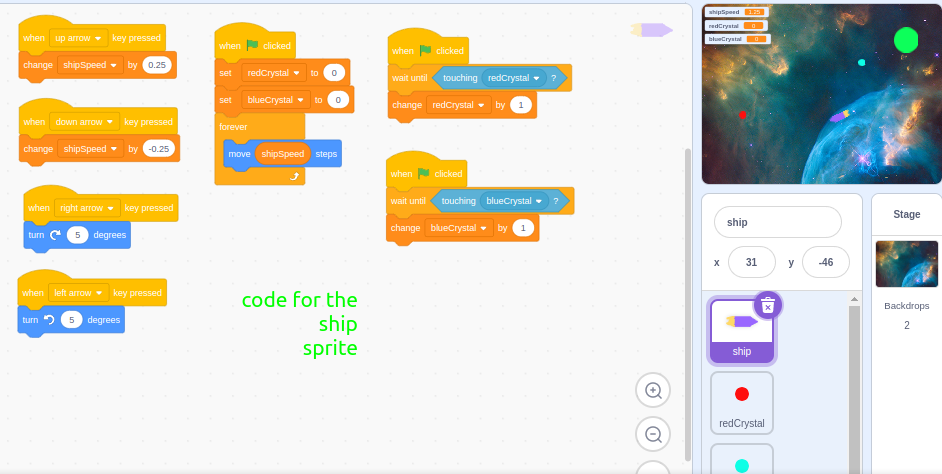 when up arrow key pressed
change shipSpeed by 0.25
when down arrow key pressed
change shipSpeed by -0.25
when right arrow key pressed
turn 5 degrees
when left arrow key pressed
turn 5 degrees
when clicked
set redCrystal to 0
set blueCrystal to 0
forever
move shipSpeed steps
code for the
ship
sprite
when clicked
wait until touching redCrystal ?
change redCrystal by 1
when clicked
wait until touching blueCrystal ?
change blueCrystal by 1
shipSpeed 1.25
redCrystal 0
blueCrystal 0
ship
x 31 y -46
ship
redCrystal
Stage
Backdrops
2